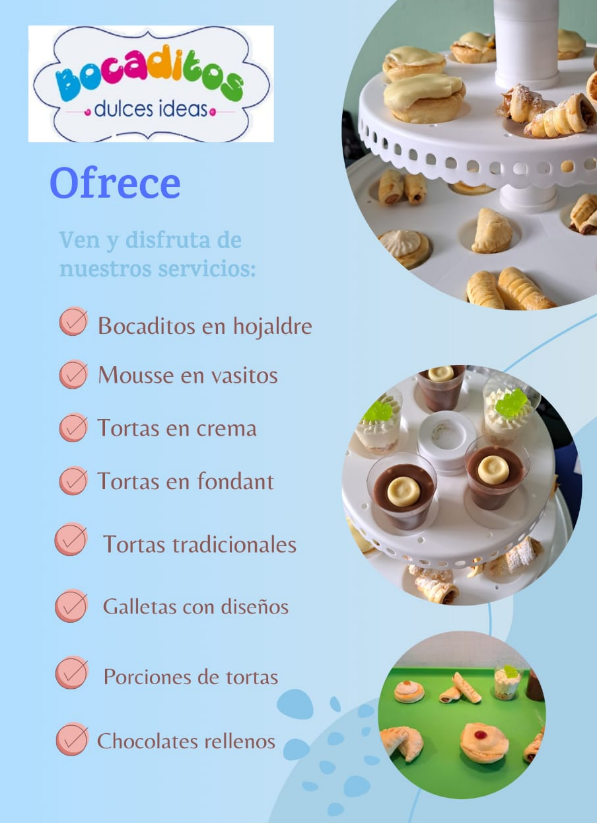 Bocaditos
dulces ideas
Ofrece
Ven y disfruta de
nuestros servicios:
Bocaditos en hojaldre
Mousse en vasitos
Tortas en crema
Tortas en fondant
Tortas tradicionales
Galletas con diseños
Porciones de tortas
Chocolates rellenos